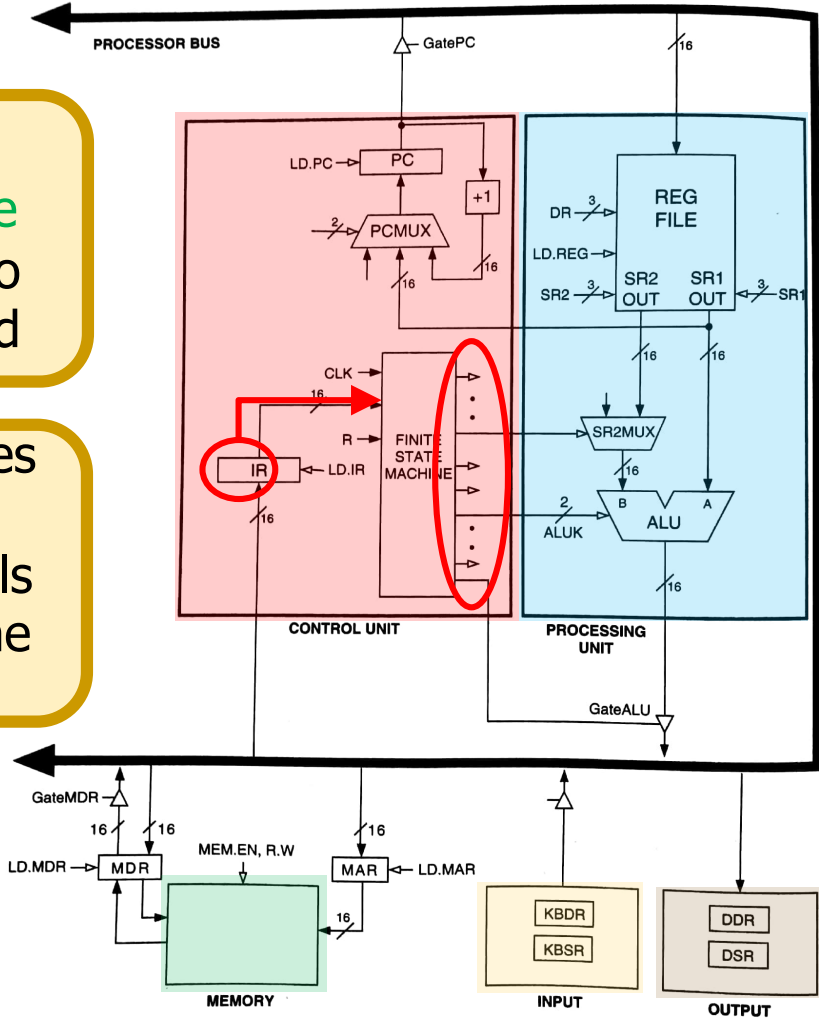 PROCESSOR BUS
GatePC
16
e
o
d
LD.PC
PC
+1
2
PCMUX
16
16
REG
FILE
DR
3
LD.REG
SR2
3
SR2
OUT
SR1
OUT
3
SR1
16
16
CLK
16
R
FINITE
STATE
MACHINE
IR
LD.IR
16
SR2MUX
16
B
A
ALU
2
ALUK
16
es
ls
ne
CONTROL UNIT
PROCESSING
UNIT
GateALU
GateMDR
16
16
16
LD.MDR
MDR
MEM.EN, R.W
MAR
LD.MAR
16
KBDR
KBSR
DDR
DSR
MEMORY
INPUT
OUTPUT